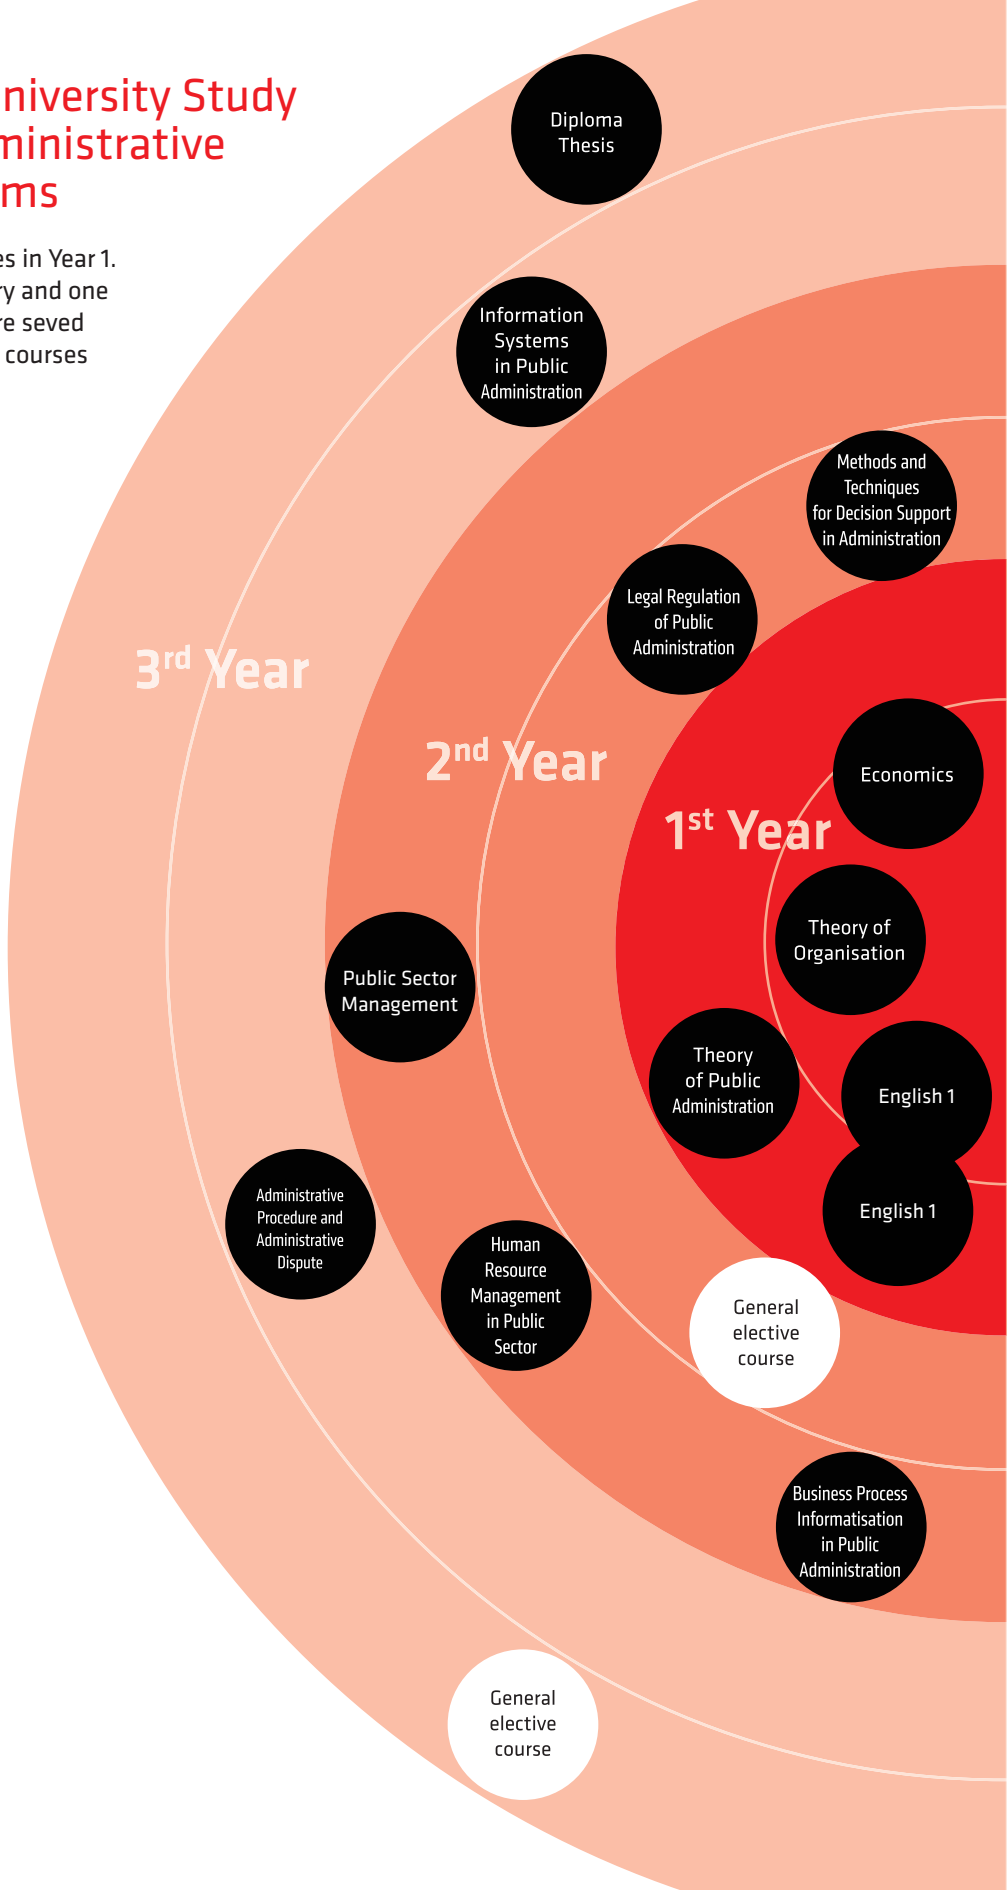 niversity Study
ministrative
ms
es in Year 1.
ry and one
re seved
courses
Diploma
Thesis
Information
Systems
in Public
Administration
Methods and
Techniques
for Decision Support
in Administration
Legal Regulation
of Public
Administration
3rd Year
2nd Year
1st Year
Economics
Theory of
Organisation
Public Sector
Management
Theory
of Public
Administration
English 1
English 1
Administrative
Procedure and
Administrative
Dispute
Human
Resource
Management
in Public
Sector
General
elective
course
Business Process
Informatisation
in Public
Administration
General
elective
course